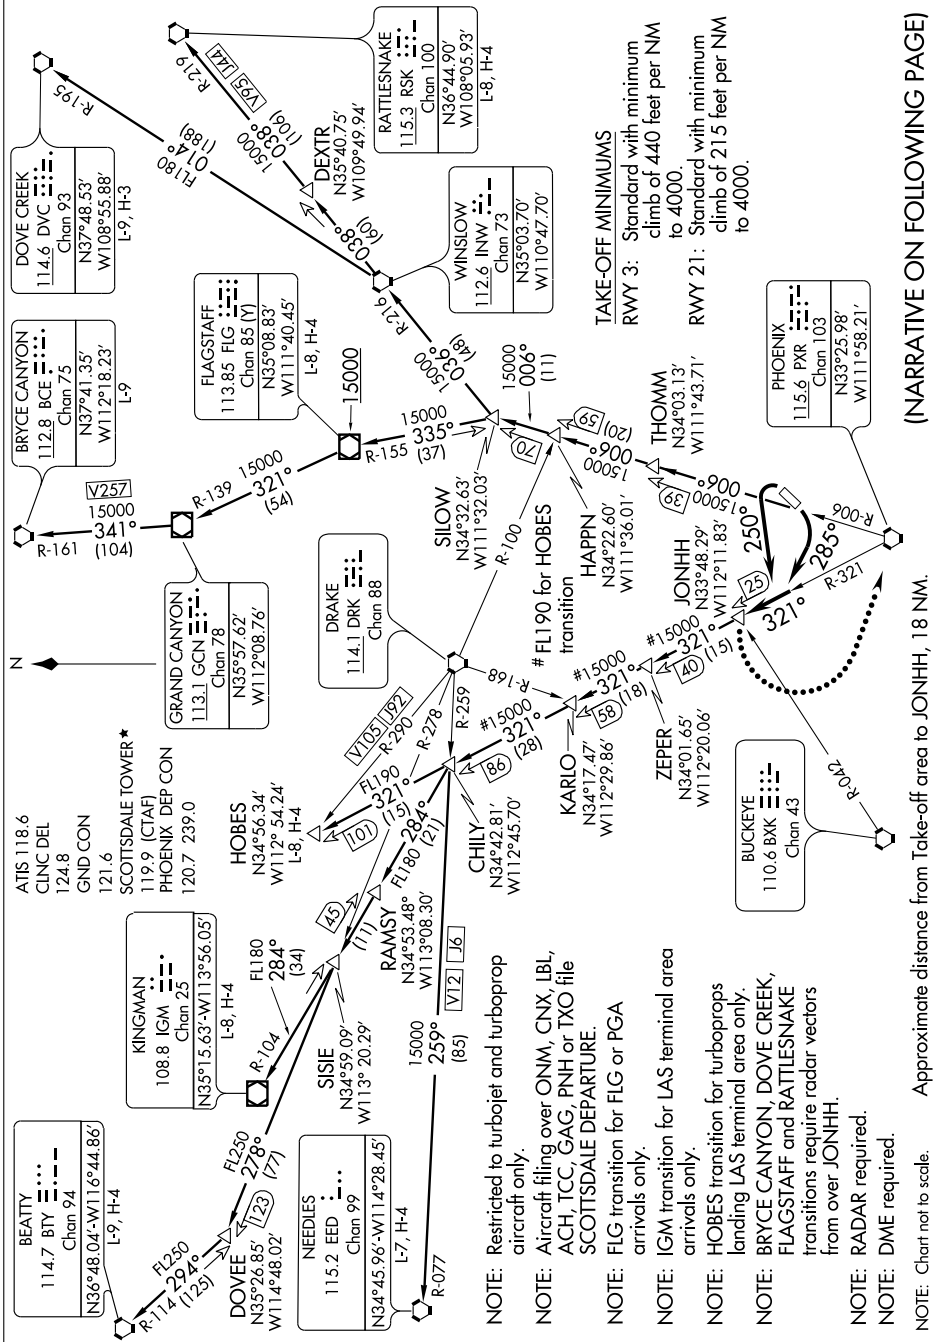 ATIS 118.6
CLNC DEL
124.8
GND CON
121.6
SCOTTSDALE TOWER★
119.9 (CTAF)
PHOENIX DEP CON
120.7 239.0
N
BEATTY
114.7 BTY
Chan 94
N36°48.04'-W116°44.86'
L-9, H-4
FL250
294°
(125)
R-114
DOVEE
N35°26.85'
W114°48.02'
123
FL250
278°
(77)
KINGMAN
108.8 IGM
Chan 25
N35°15.63'-W113°56.05'
L-8, H-4
R-104
FL180
284°
(34)
SISIE
N34°59.09'
W113° 20.29'
45
(11)
RAMSY
N34°53.48°
W113°08.30'
FL180
284°
(21)
NEEDLES
115.2 EED
Chan 99
N34°45.96'-W114°28.45'
L-7, H-4
R-077
15000
259°
(85)
V12
J6
HOBES
N34°56.34'
W112° 54.24'
L-8, H-4
101
FL190
321°
(15)
V105
J92
R-290
R-278
R-259
CHILY
N34°42.81'
W112°45.70'
86
#15000
321°
(28)
DRAKE
114.1 DRK
Chan 88
R-168
R-100
# FL190 for HOBES
transition
KARLO
N34°17.47'
W112°29.86'
58
#15000
321°
(18)
ZEPER
N34°01.65'
W112°20.06'
40
#15000
321°
(15)
JONHH
N33°48.29'
W112°11.83'
25
321°
R-321
BUCKEYE
110.6 BXK
Chan 43
R-042
PHOENIX
115.6 PXR
Chan 103
N33°25.98'
W111°58.21'
R-006
285°
250°
15000
006°
39
THOMM
N34°03.13'
W111°43.71'
15000
006°
(20)
59
HAPPN
N34°22.60'
W111°36.01'
15000
006°
(11)
70
SILOW
N34°32.63'
W111°32.03'
15000
335°
(37)
R-155
FLAGSTAFF
113.85 FLG
Chan 85 (Y)
N35°08.83'
W111°40.45'
L-8, H-4
15000
15000
321°
(54)
R-139
GRAND CANYON
113.1 GCN
Chan 78
N35°57.62'
W112°08.76'
V257
15000
341°
(104)
R-161
BRYCE CANYON
112.8 BCE
Chan 75
N37°41.35'
W112°18.23'
L-9
15000
036°
(48)
R-216
WINSLOW
112.6 INW
Chan 73
N35°03.70'
W110°47.70'
038°
(60)
DEXTR
N35°40.75'
W109°49.94'
15000
038°
(106)
V95
J44
R-219
RATTLESNAKE
115.3 RSK
Chan 100
N36°44.90'
W108°05.93'
L-8, H-4
FL180
014°
(188)
R-195
DOVE CREEK
114.6 DVC
Chan 93
N37°48.53'
W108°55.88'
L-9, H-3
TAKE-OFF MINIMUMS
RWY 3: Standard with minimum
climb of 440 feet per NM
to 4000.
RWY 21: Standard with minimum
climb of 215 feet per NM
to 4000.
NOTE: Restricted to turbojet and turboprop
aircraft only.
NOTE: Aircraft filing over ONM, CNX, LBL,
ACH, TCC, GAG, PNH or TXO file
SCOTTSDALE DEPARTURE.
NOTE: FLG transition for FLG or PGA
arrivals only.
NOTE: IGM transition for LAS terminal area
arrivals only.
NOTE: HOBES transition for turboprops
landing LAS terminal area only.
NOTE: BRYCE CANYON, DOVE CREEK,
FLAGSTAFF and RATTLESNAKE
transitions require radar vectors
from over JONHH.
NOTE: RADAR required.
NOTE: DME required.
NOTE: Chart not to scale.
Approximate distance from Take-off area to JONHH, 18 NM.
(NARRATIVE ON FOLLOWING PAGE)